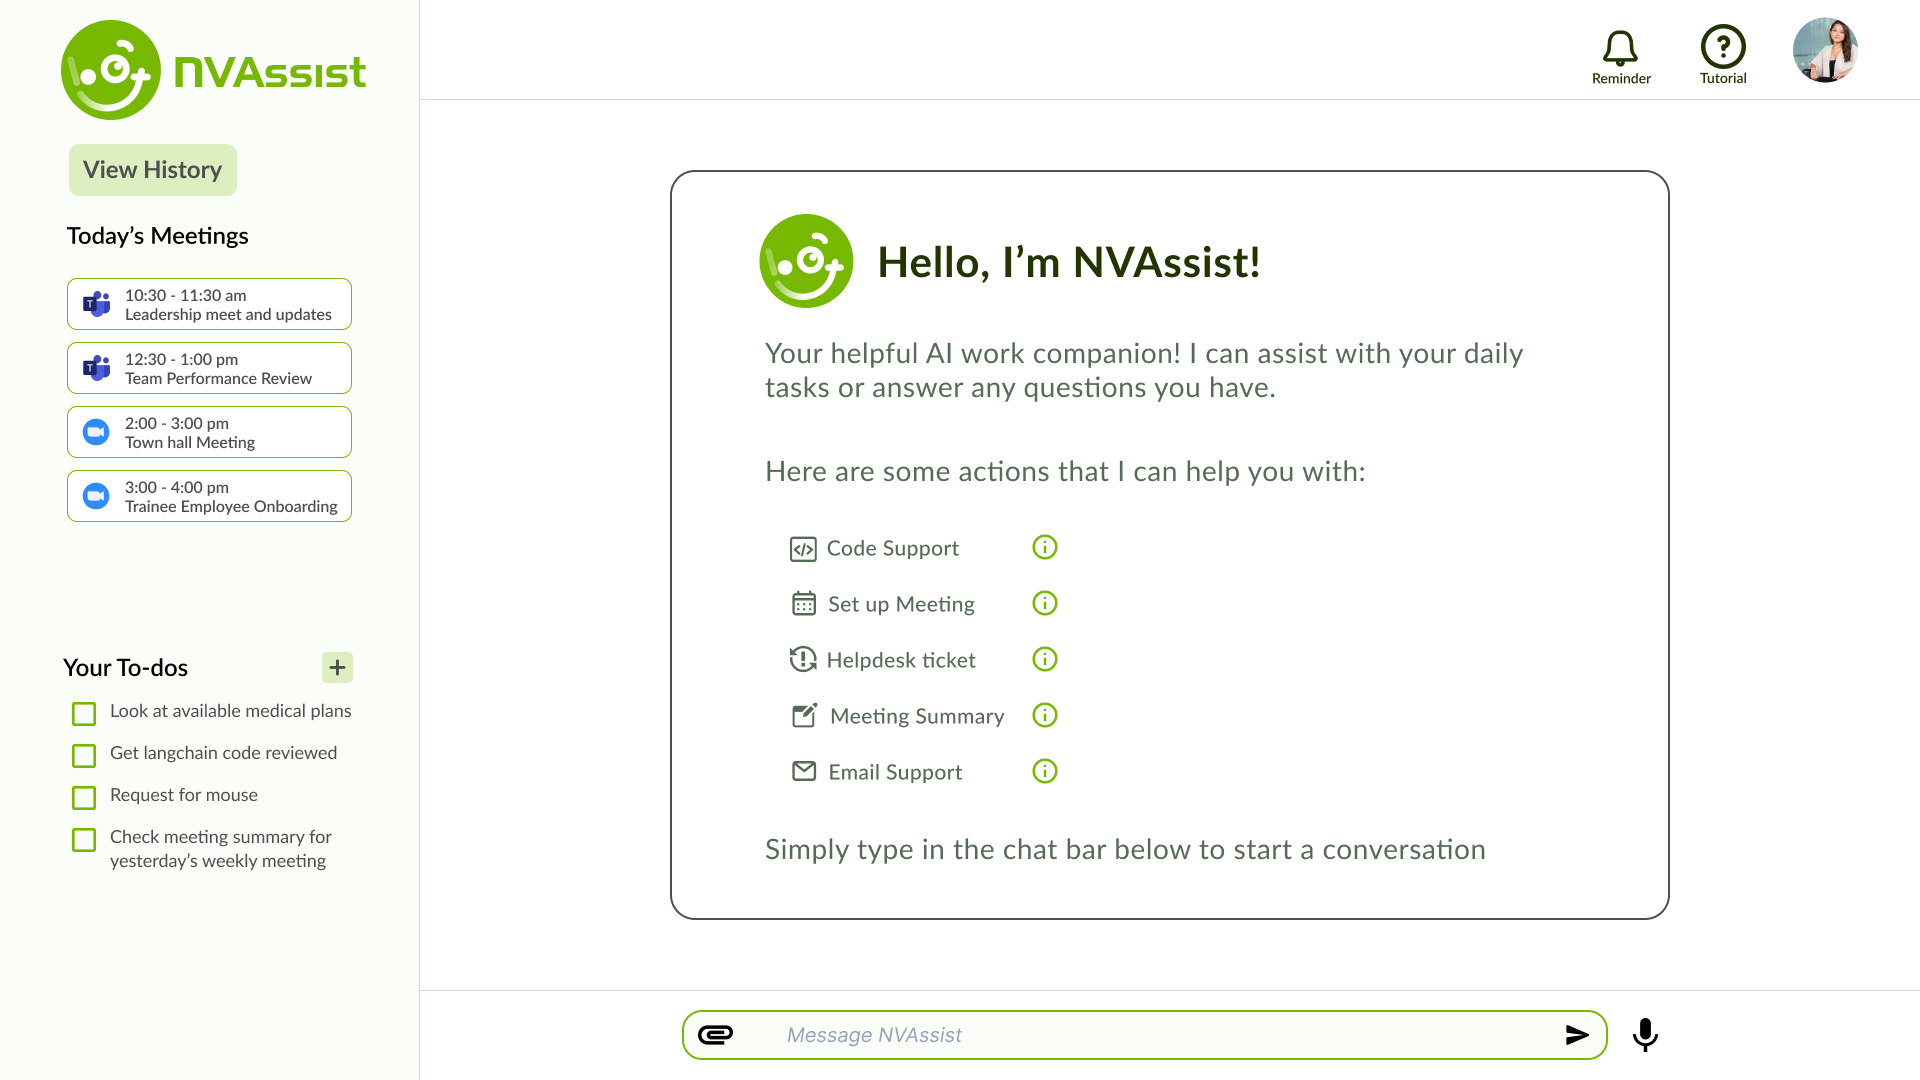 NVAssist
View History
Today’s Meetings
10:30 - 11:30 am
Leadership meet and updates
12:30 - 1:00 pm
Team Performance Review
2:00 - 3:00 pm
Town hall Meeting
3:00 - 4:00 pm
Trainee Employee Onboarding
Your To-dos
Look at available medical plans
Get langchain code reviewed
Request for mouse
Check meeting summary for
yesterday’s weekly meeting
Reminder
Tutorial
Hello, I’m NVAssist!
Your helpful AI work companion! I can assist with your daily
tasks or answer any questions you have.
Here are some actions that I can help you with:
Code Support
Set up Meeting
Helpdesk ticket
Meeting Summary
Email Support
Simply type in the chat bar below to start a conversation
Message NVAssist